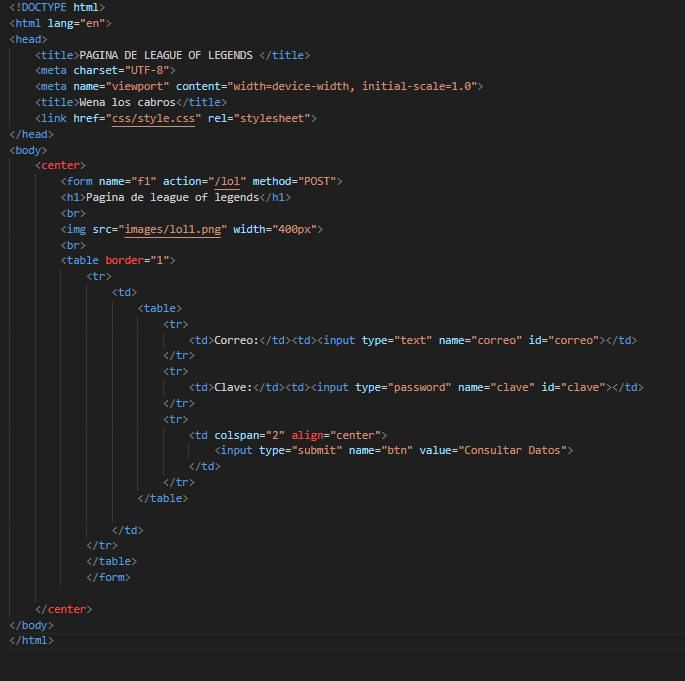 <!DOCTYPE html>
<html lang="en">
<head>
    <title>PAGINA DE LEAGUE OF LEGENDS </title>
    <meta charset="UTF-8">
    <meta name="viewport" content="width=device-width, initial-scale=1.0">
    <title>Wena los cabros</title>
    <link href="css/style.css" rel="stylesheet">
</head>
<body>
    <center>
        <form name="f1" action="/lol" method="POST">
        <h1>Pagina de league of legends</h1>
        <br>
        <img src="images/lol1.png" width="400px">
        <br>
        <table border="1">
            <tr>
                <td>
                    <table>
                        <tr>
                            <td>Correo:</td><td><input type="text" name="correo" id="correo"></td>
                        </tr>
                        <tr>
                            <td>Clave:</td><td><input type="password" name="clave" id="clave"></td>
                        </tr>
                        <tr>
                            <td colspan="2" align="center">
                                <input type="submit" name="btn" value="Consultar Datos">
                            </td>
                        </tr>
                    </table>
                </td>
            </tr>
            </table>
            </form>
    </center>
</body>
</html>